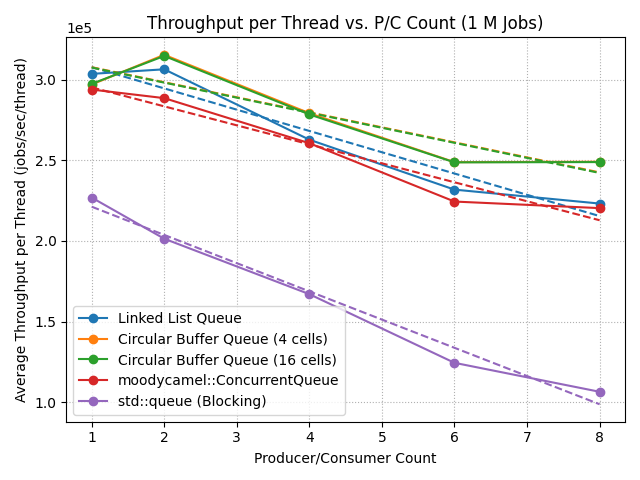 Throughput per Thread vs. P/C Count (1 M Jobs)
1e5
Average Throughput per Thread (jobs/sec/thread)
3.0
2.5
2.0
1.5
1.0
Linked List Queue
Circular Buffer Queue (4 cells)
Circular Buffer Queue (16 cells)
moodycamel::ConcurrentQueue
std::queue (Blocking)
1 2 3 4 5 6 7 8
Producer/Consumer Count